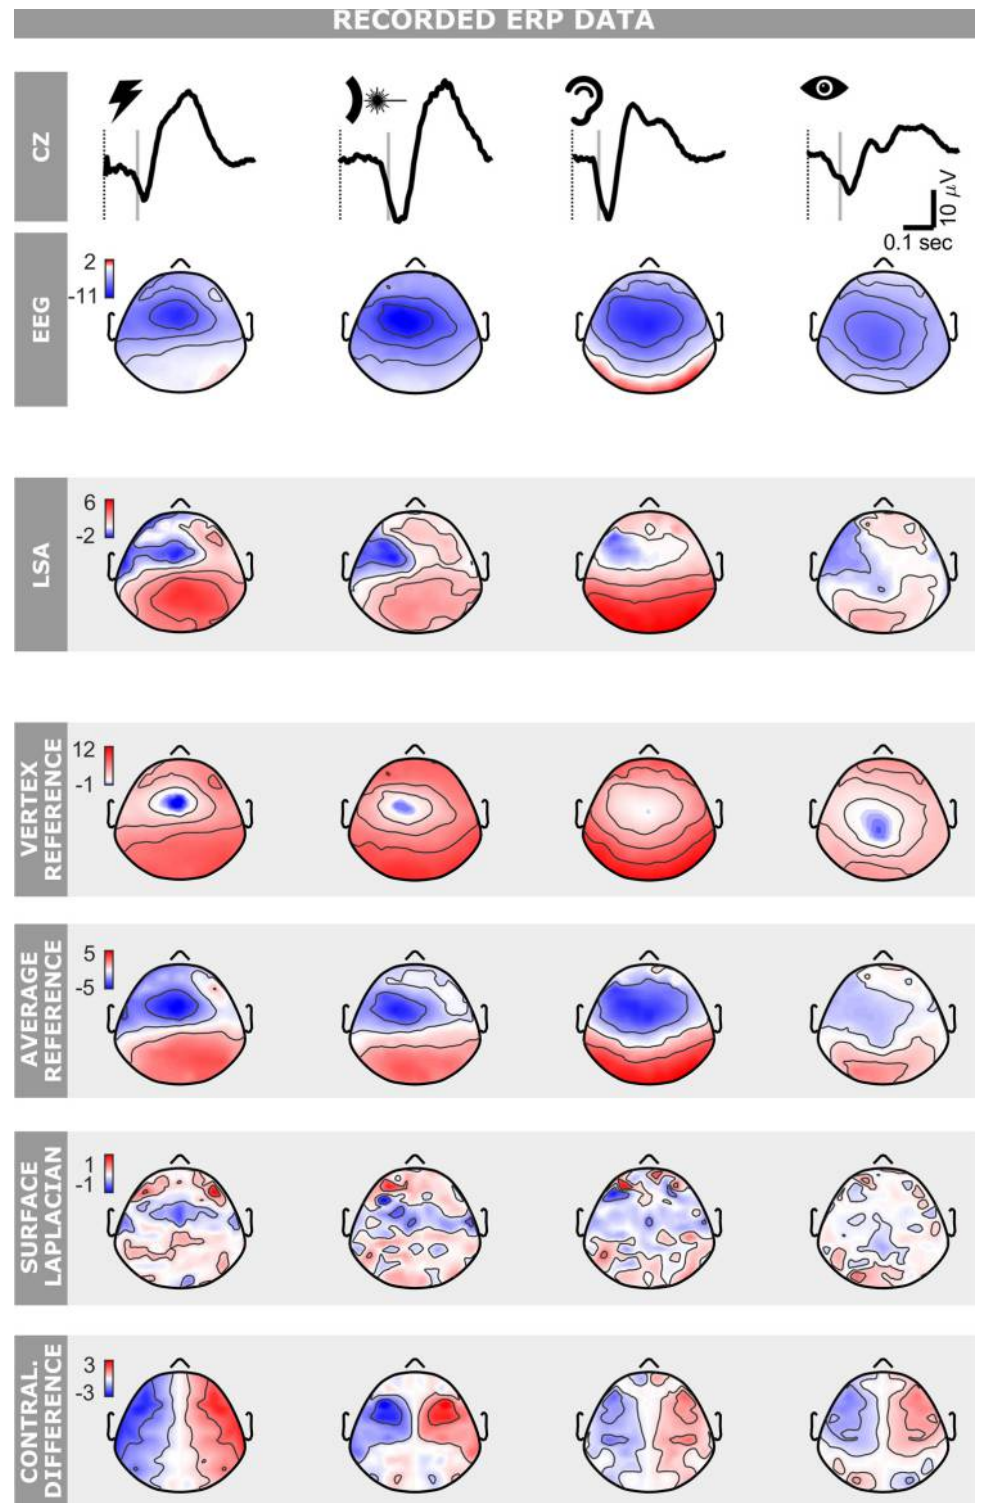 RECORDED ERP DATA
CZ
10 μV
0.1 sec
EEG
2
-11
LSA
6
-2
VERTEX
REFERENCE
12
-1
AVERAGE
REFERENCE
5
-5
SURFACE
LAPLACIAN
1
-1
CONTRAL.
DIFFERENCE
3
-3